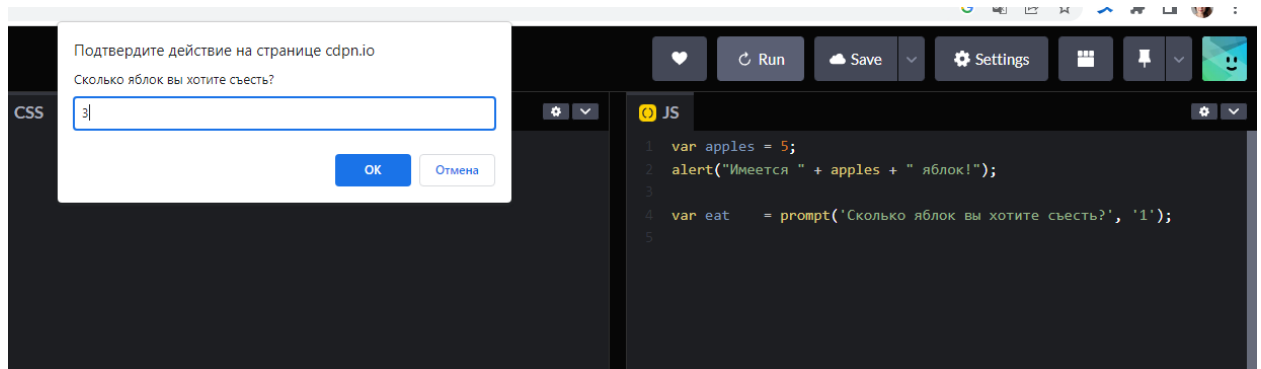 Подтвердите действие на странице cdpn.io
Сколько яблок вы хотите съесть?
3
ОК
Отмена
Run
Save
Settings
CSS
JS
1 var apples = 5;
2 alert("Имеется " + apples + " яблок!");
3
4 var eat    = prompt('Сколько яблок вы хотите съесть?', '1');
5